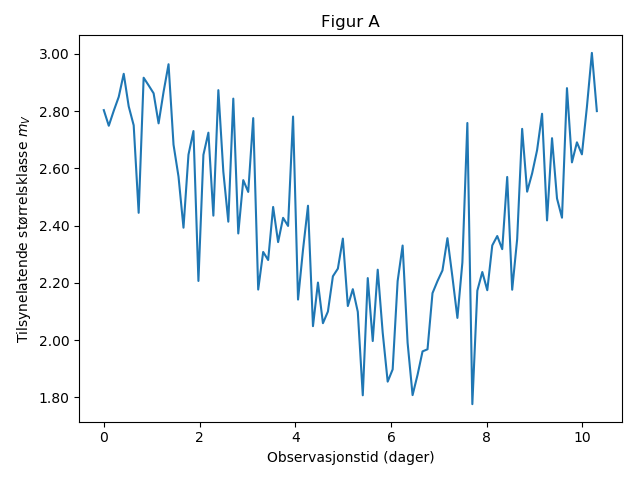 Figur A
Tilsynelatende størrelsklasse $m_V$
3.00
2.80
2.60
2.40
2.20
2.00
1.80
0 2 4 6 8 10
Observasjonstid (dager)